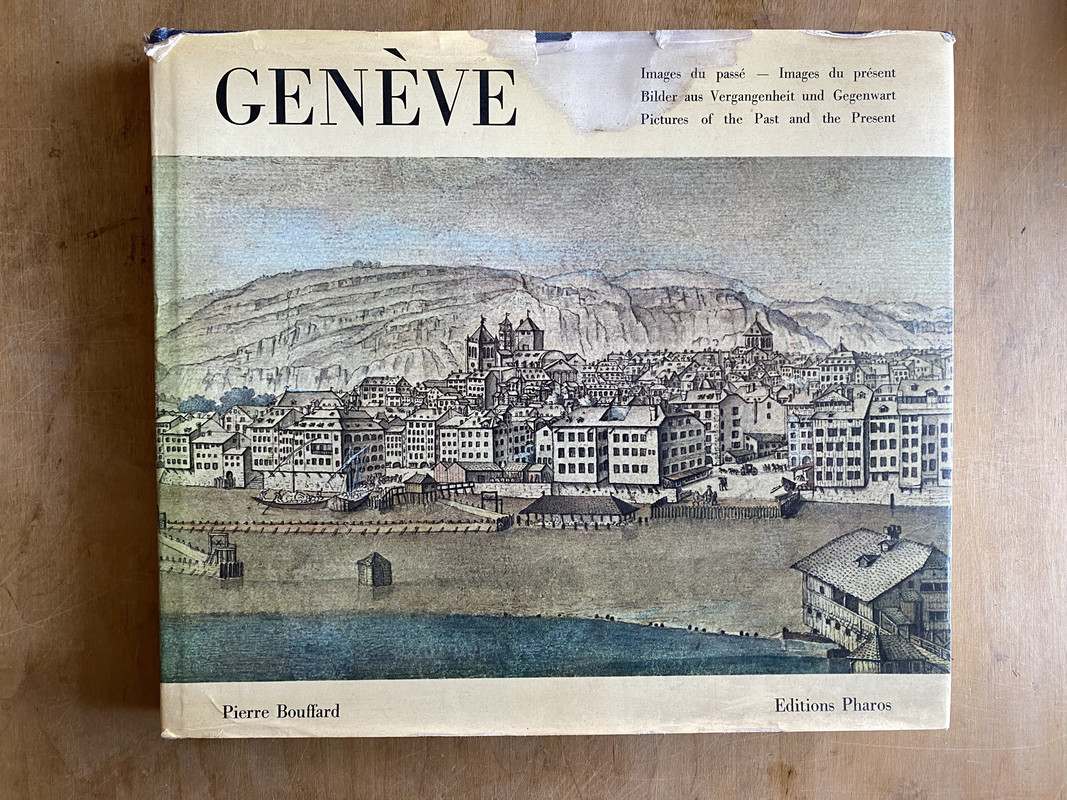 GENÈVE
Images du passé — Images du présent
Bilder aus Vergangenheit und Gegenwart
Pictures of the Past and the Present
Pierre Bouffard
Editions Pharos